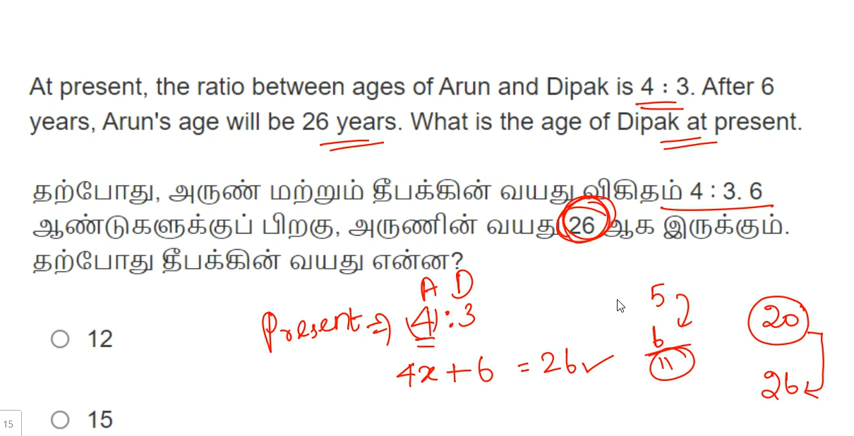 At present, the ratio between ages of Arun and Dipak is 4 : 3. After 6
years, Arun's age will be 26 years. What is the age of Dipak at present.
தற்போது, அருண் மற்றும் தீபக்கின் வயது விகிதம் 4 : 3. 6
ஆண்டுகளுக்குப் பிறகு, அருணின் வயது 26 ஆக இருக்கும்.
தற்போது தீபக்கின் வயது என்ன?
A D
Present ⇒ 4 : 3
4x + 6 = 26 ✓
5
6
11
20
26
12
15
15